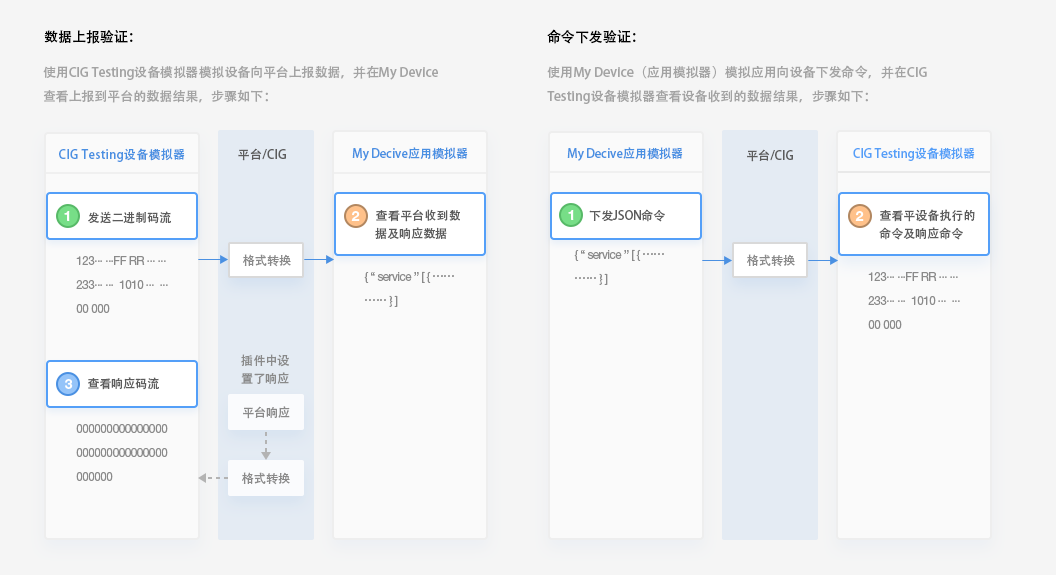 数据上报验证：
使用CIG Testing设备模拟器模拟设备向平台上报数据，并在My Device
查看上报到平台的数据结果，步骤如下：
CIG Testing设备模拟器
平台/CIG
My Decive应用模拟器
1 发送二进制码流
123··· ···FF RR ··· ···
233··· ··· 1010 ··· ···
00 000
格式转换
2 查看平台收到数
据及响应数据
{ “ service ” [ { ······
······ } ]
3 查看响应码流
000000000000000
000000000000000
000000
插件中设
置了响应
平台响应
格式转换
命令下发验证：
使用My Device（应用模拟器）模拟应用向设备下发命令，并在CIG
Testing设备模拟器查看设备收到的数据结果，步骤如下：
My Decive应用模拟器
平台/CIG
CIG Testing设备模拟器
1 下发JSON命令
{ “ service ” [ { ······
······ } ]
格式转换
2 查看平设备执行的
命令及响应命令
123··· ···FF RR ··· ···
233··· ··· 1010 ··· ···
00 000